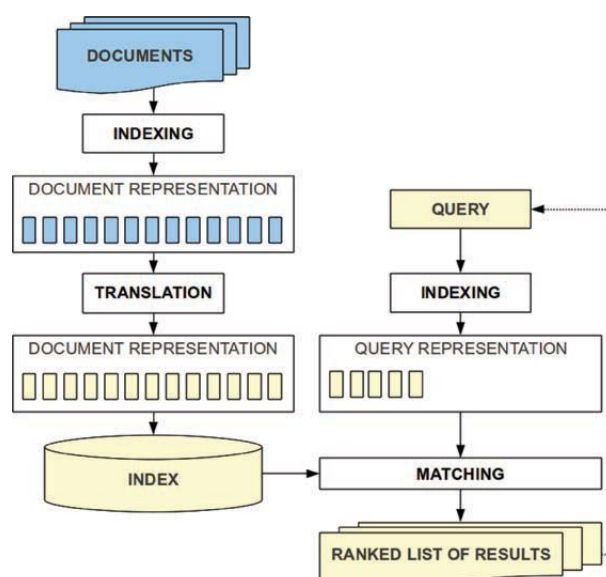 DOCUMENTS
INDEXING
DOCUMENT REPRESENTATION
TRANSLATION
DOCUMENT REPRESENTATION
INDEX
QUERY
INDEXING
QUERY REPRESENTATION
MATCHING
RANKED LIST OF RESULTS